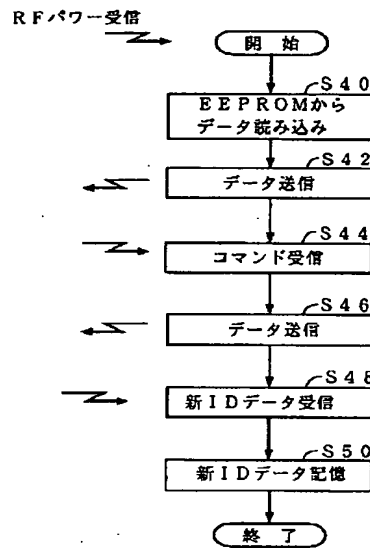 RFパワー受信
開始
S40
EEPROMから
データ読み込み
S42
データ送信
S44
コマンド受信
S46
データ送信
S48
新IDデータ受信
S50
新IDデータ記憶
終了